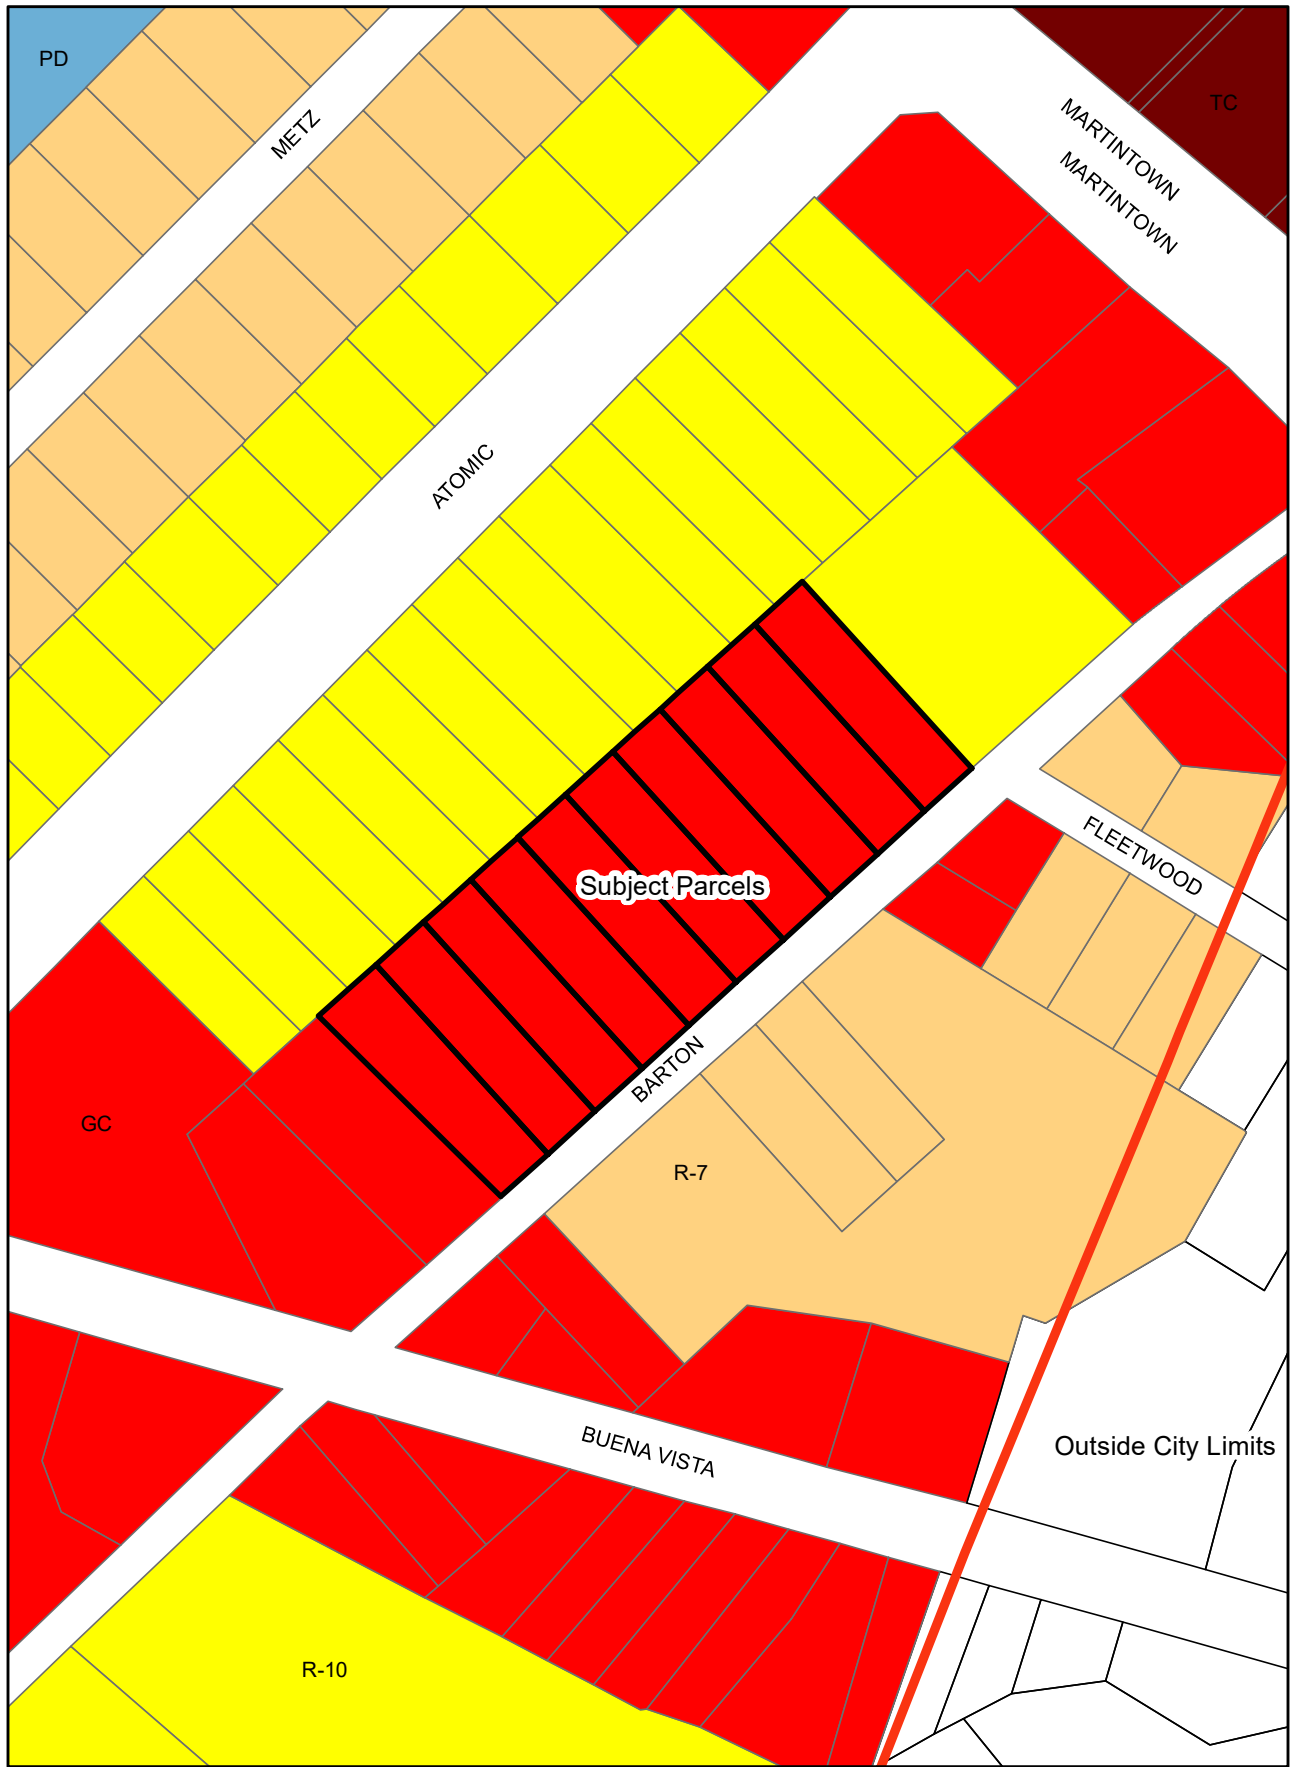 PD
TC
METZ
MARTINTOWN
MARTINTOWN
ATOMIC
FLEETWOOD
Subject Parcels
BARTON
GC
R-7
BUENA VISTA
Outside City Limits
R-10